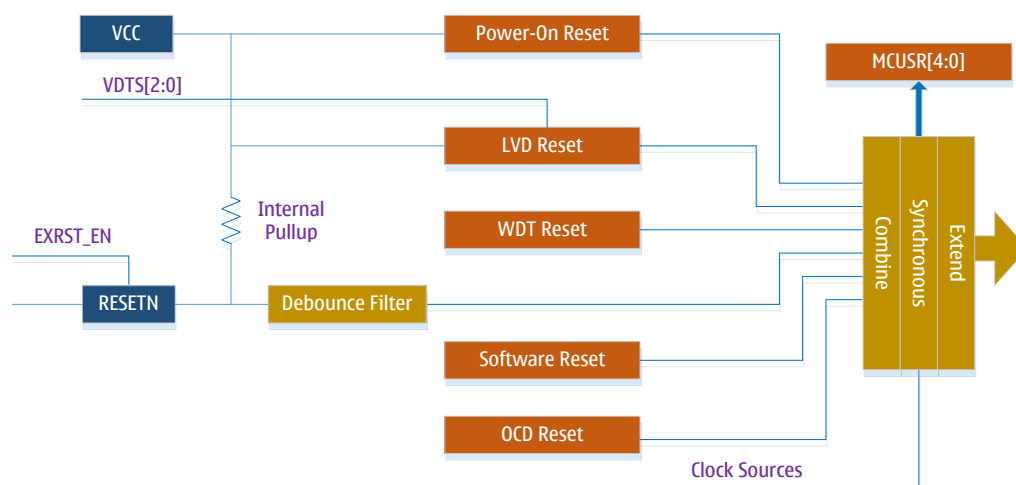 VCC
Power-On Reset
MCUSR[4:0]
VDTS[2:0]
LVD Reset
Internal
Pullup
WDT Reset
EXRST_EN
RESETN
Debounce Filter
Combine
Synchronous
Extend
Software Reset
OCD Reset
Clock Sources